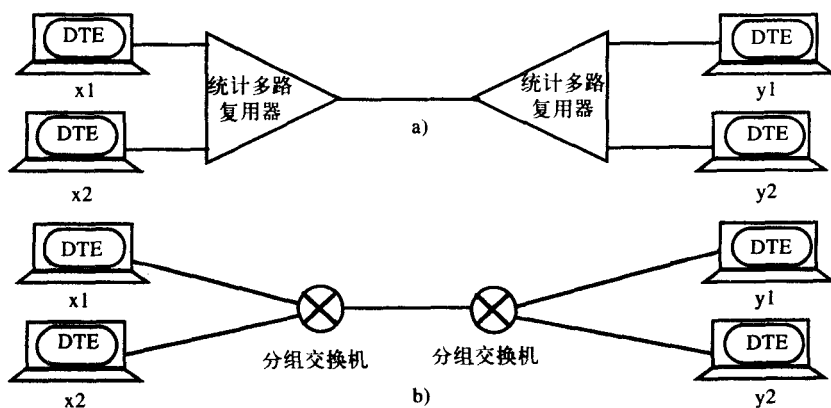 DTE
DTE
x1
y1
统计多路
复用器
统计多路
复用器
a)
DTE
DTE
x2
y2
DTE
DTE
x1
y1
DTE
DTE
分组交换机
分组交换机
x2
b)
y2